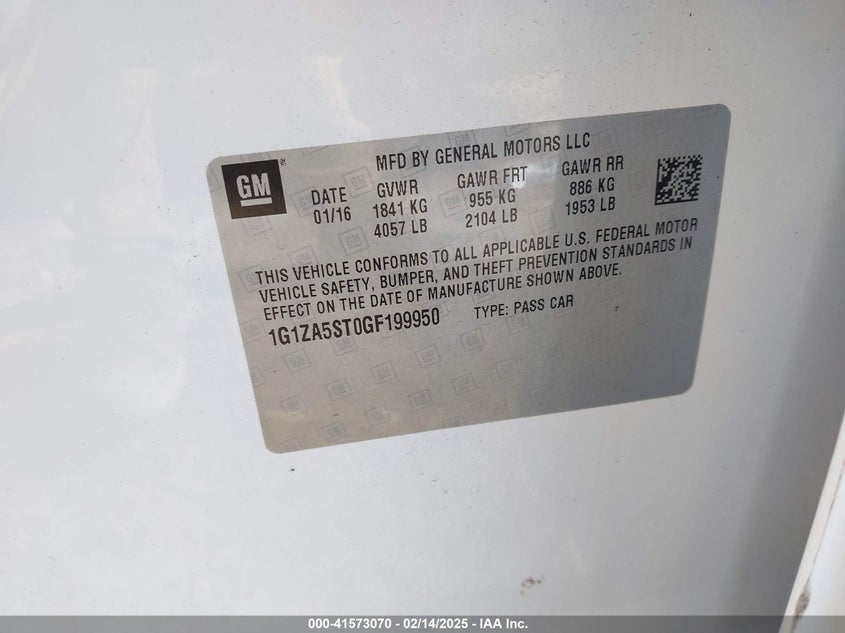 GM
MFD BY GENERAL MOTORS LLC
DATE GVWR GAWR FRT GAWR RR
01/16 1841 KG 955 KG 886 KG
4057 LB 2104 LB 1953 LB
THIS VEHICLE CONFORMS TO ALL APPLICABLE U.S. FEDERAL MOTOR
VEHICLE SAFETY, BUMPER, AND THEFT PREVENTION STANDARDS IN
EFFECT ON THE DATE OF MANUFACTURE SHOWN ABOVE.
1G1ZA5ST0GF199950 TYPE: PASS CAR
000-41573070 - 02/14/2025 - IAA Inc.